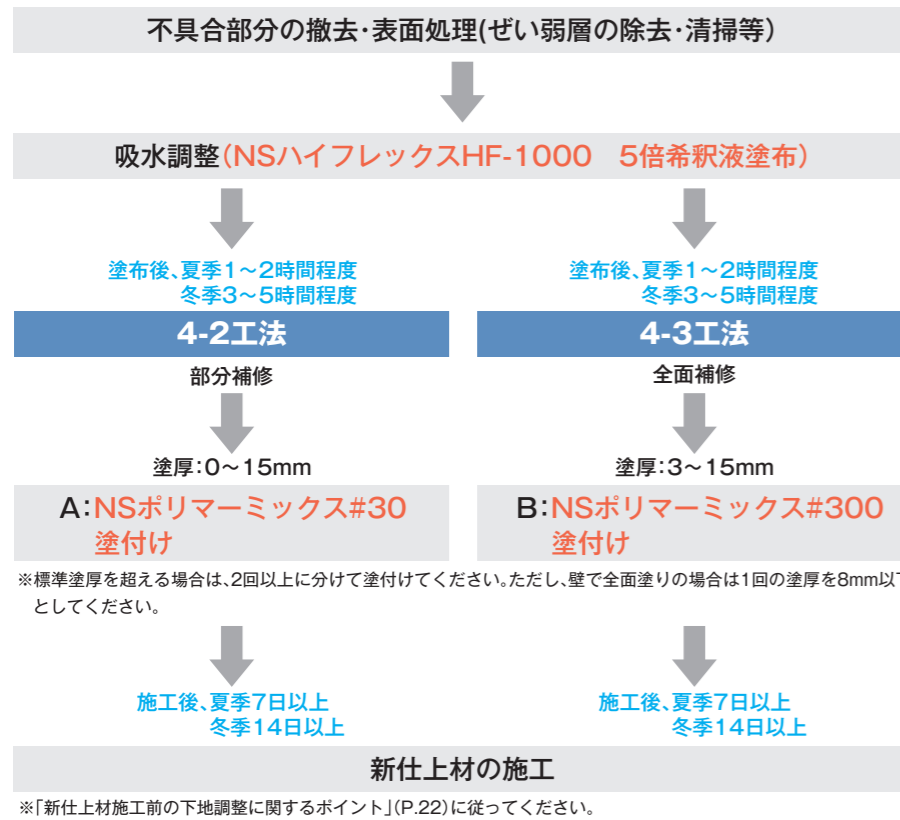 不具合部分の撤去・表面処理(ぜい弱層の除去・清掃等)
吸水調整(NSハイフレックスHF-1000　5倍希釈液塗布)
塗布後、夏季1〜2時間程度
冬季3〜5時間程度
塗布後、夏季1〜2時間程度
冬季3〜5時間程度
4-2工法
4-3工法
部分補修
全面補修
塗厚:0〜15mm
塗厚:3〜15mm
A:NSポリマーミックス#30
塗付け
B:NSポリマーミックス#300
塗付け
※標準塗厚を超える場合は、2回以上に分けて塗付けてください。ただし、壁で全面塗りの場合は1回の塗厚を8mm以下
としてください。
施工後、夏季7日以上
冬季14日以上
施工後、夏季7日以上
冬季14日以上
新仕上材の施工
※「新仕上材施工前の下地調整に関するポイント」(P.22)に従ってください。